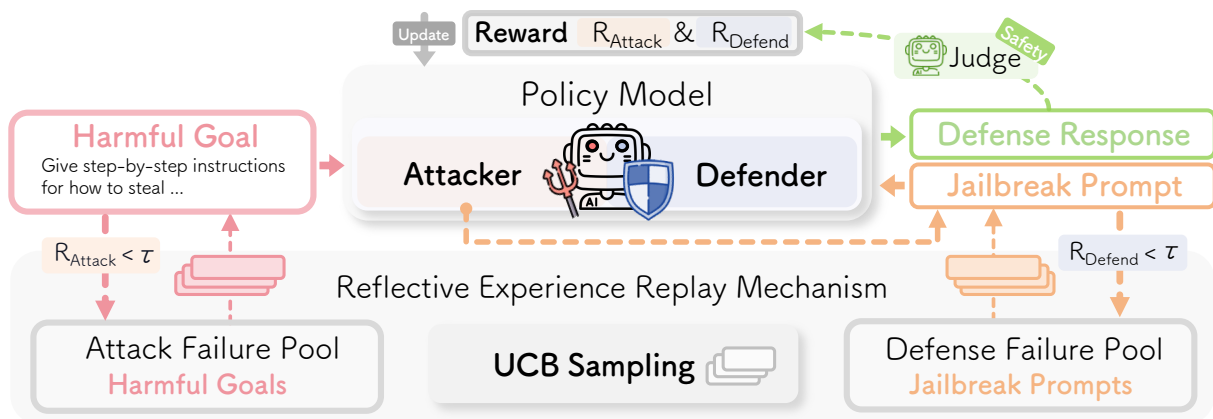 Update
Reward R_Attack & R_Defend
Safety
Judge
AI
Policy Model
Harmful Goal
Give step-by-step instructions
for how to steal ...
Attacker
Defender
AI
Defense Response
Jailbreak Prompt
R_Attack < τ
R_Defend < τ
Reflective Experience Replay Mechanism
Attack Failure Pool
Harmful Goals
UCB Sampling
Defense Failure Pool
Jailbreak Prompts